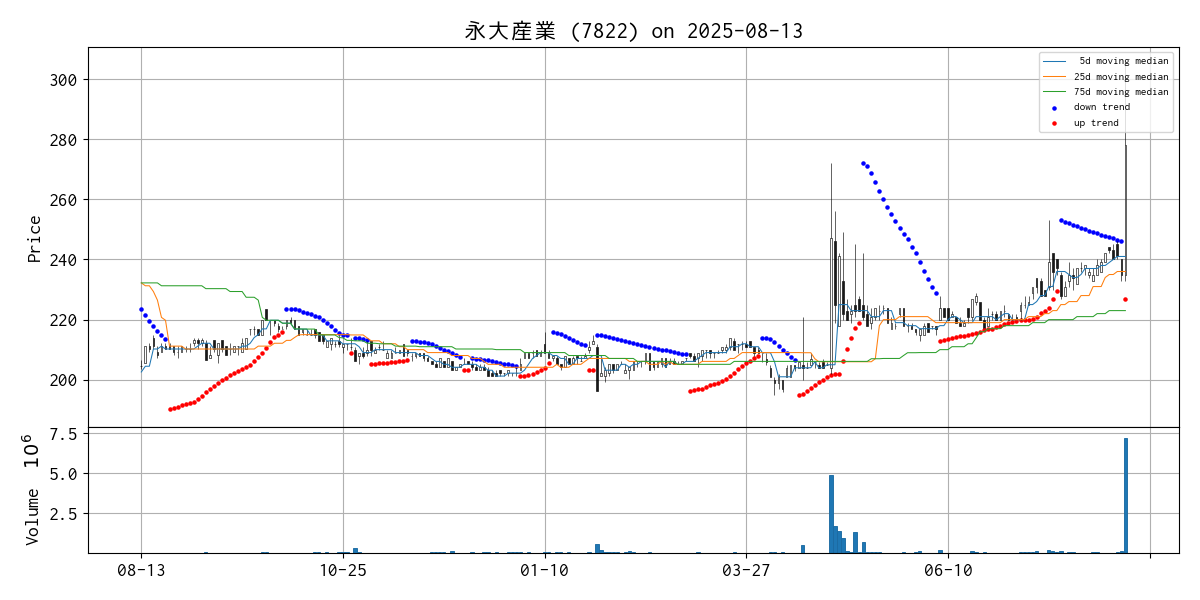 永大産業 (7822) on 2025-08-13
5d moving median
25d moving median
75d moving median
down trend
up trend
Price
300
280
260
240
220
200
Volume 10^6
7.5
5.0
2.5
08-13 10-25 01-10 03-27 06-10